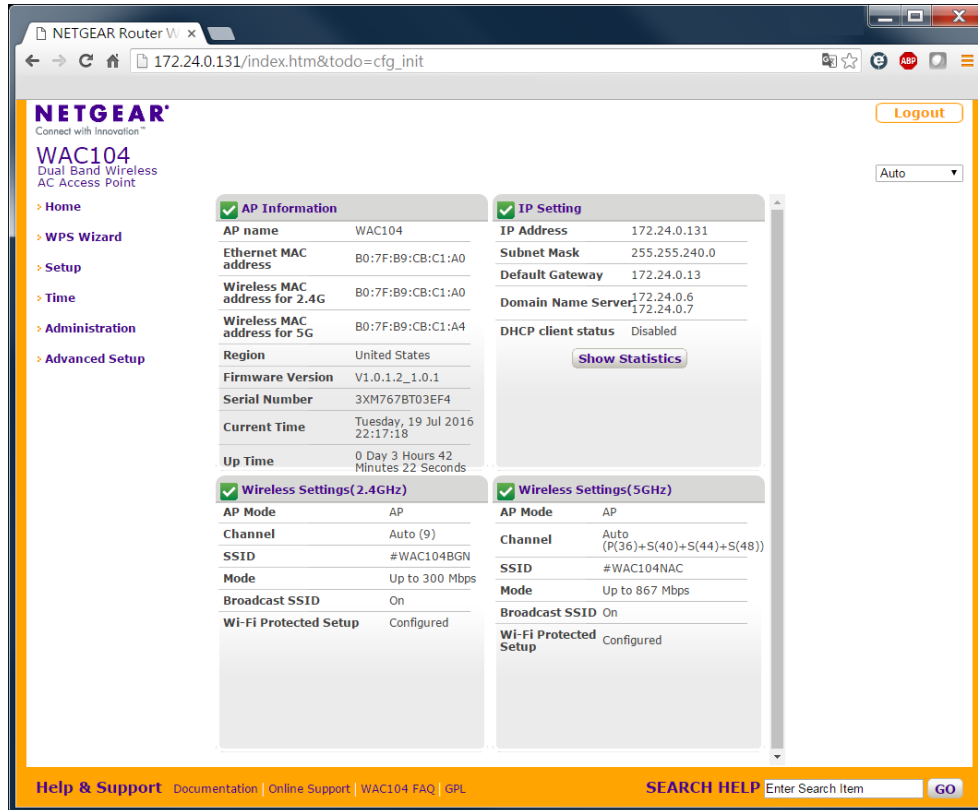 NETGEAR Router W
172.24.0.131/index.htm&todo=cfg_init
ABP
NETGEAR®
Connect with Innovation™
Logout
WAC104
Dual Band Wireless
AC Access Point
Auto
Home
WPS Wizard
Setup
Time
Administration
Advanced Setup
AP Information
AP name WAC104
Ethernet MAC
address B0:7F:B9:CB:C1:A0
Wireless MAC
address for 2.4G B0:7F:B9:CB:C1:A0
Wireless MAC
address for 5G B0:7F:B9:CB:C1:A4
Region United States
Firmware Version V1.0.1.2_1.0.1
Serial Number 3XM767BT03EF4
Current Time Tuesday, 19 Jul 2016
22:17:18
Up Time 0 Day 3 Hours 42
Minutes 22 Seconds
IP Setting
IP Address 172.24.0.131
Subnet Mask 255.255.240.0
Default Gateway 172.24.0.13
Domain Name Server 172.24.0.6
172.24.0.7
DHCP client status Disabled
Show Statistics
Wireless Settings(2.4GHz)
AP Mode AP
Channel Auto (9)
SSID #WAC104BGN
Mode Up to 300 Mbps
Broadcast SSID On
Wi-Fi Protected Setup Configured
Wireless Settings(5GHz)
AP Mode AP
Channel Auto
(P(36)+S(40)+S(44)+S(48))
SSID #WAC104NAC
Mode Up to 867 Mbps
Broadcast SSID On
Wi-Fi Protected
Setup Configured
Help & Support Documentation | Online Support | WAC104 FAQ | GPL
SEARCH HELP Enter Search Item GO